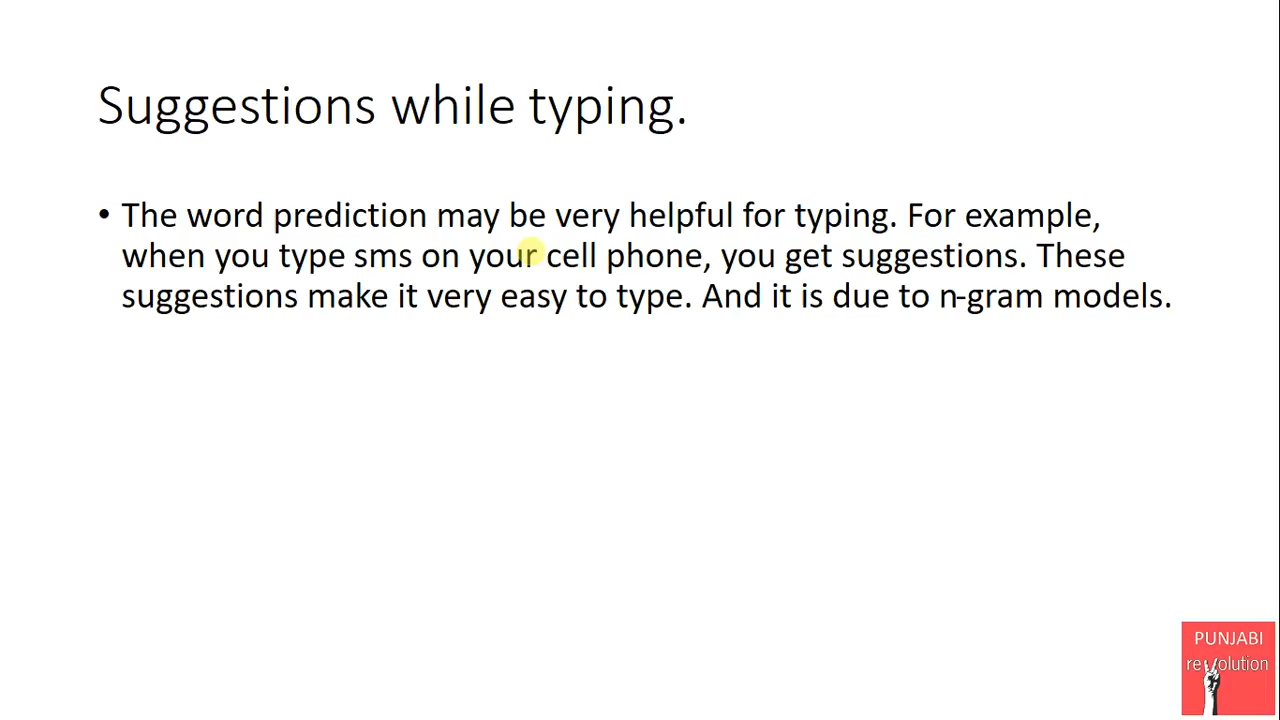 Suggestions while typing.
• The word prediction may be very helpful for typing. For example,
when you type sms on your cell phone, you get suggestions. These
suggestions make it very easy to type. And it is due to n-gram models.
PUNJABI
revolution